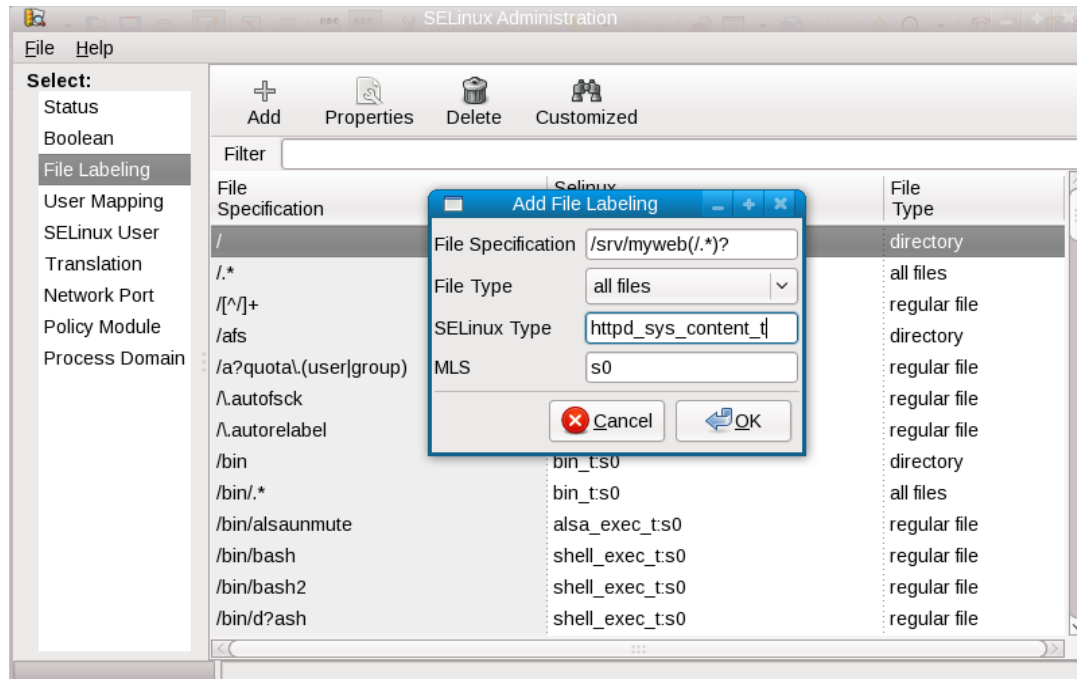 SELinux Administration
File Help
Select:
Status
Boolean
File Labeling
User Mapping
SELinux User
Translation
Network Port
Policy Module
Process Domain
Add Properties Delete Customized
Filter
File Specification
Selinux
File Type
/ directory
/.* all files
/[^/]+ regular file
/afs directory
/a?quota\.(user|group) regular file
/\.autofsck regular file
/\.autorelabel regular file
/bin bin_t:s0 directory
/bin/.* bin_t:s0 all files
/bin/alsaunmute alsa_exec_t:s0 regular file
/bin/bash shell_exec_t:s0 regular file
/bin/bash2 shell_exec_t:s0 regular file
/bin/d?ash shell_exec_t:s0 regular file
Add File Labeling
File Specification /srv/myweb(/.*)?
File Type all files
SELinux Type httpd_sys_content_t
MLS s0
Cancel OK